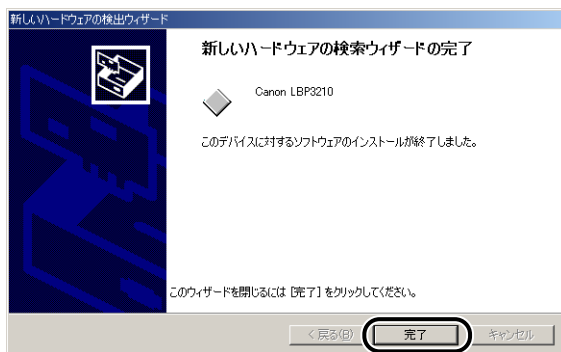 新しいハードウェアの検出ウィザード
新しいハードウェアの検索ウィザードの完了
Canon LBP3210
このデバイスに対するソフトウェアのインストールが終了しました。
このウィザードを閉じるには [完了] をクリックしてください。
< 戻る(B)
完了
キャンセル